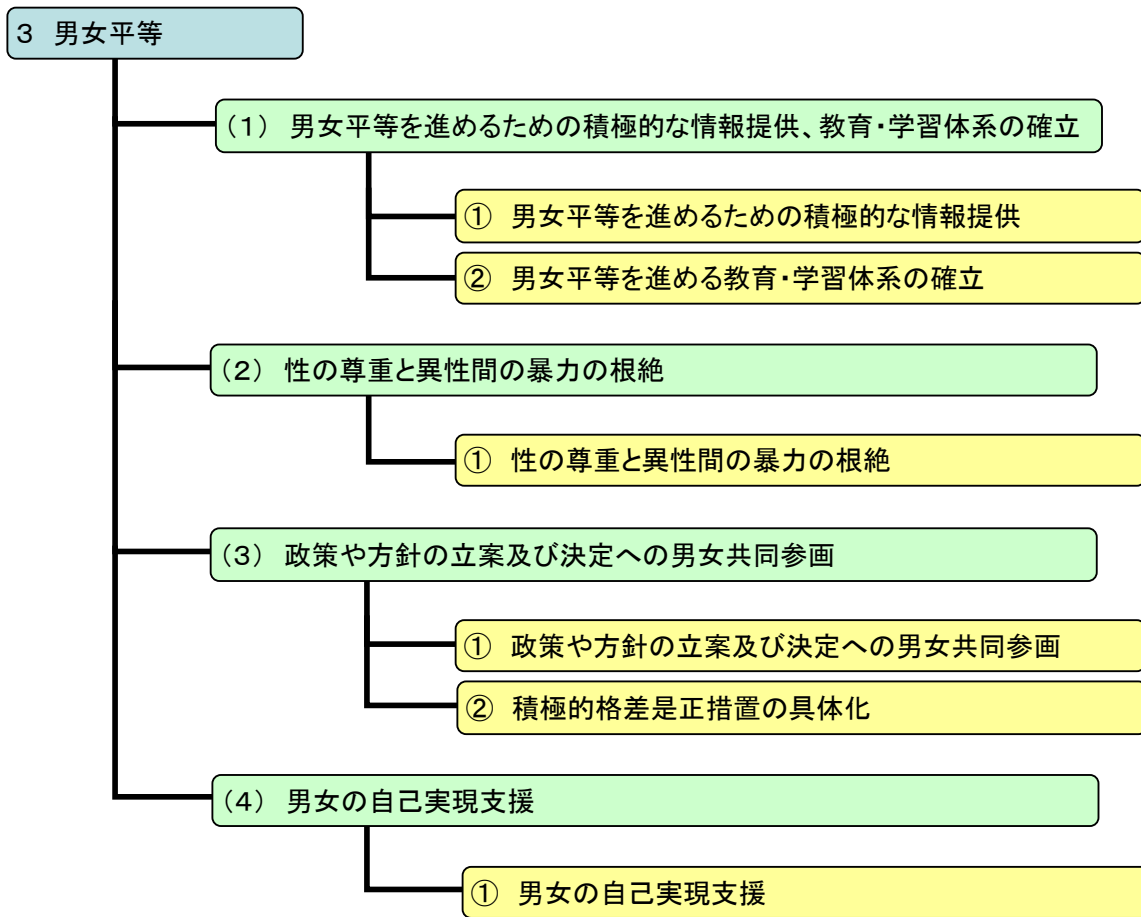 3 男女平等
(1) 男女平等を進めるための積極的な情報提供、教育・学習体系の確立
① 男女平等を進めるための積極的な情報提供
② 男女平等を進める教育・学習体系の確立
(2) 性の尊重と異性間の暴力の根絶
① 性の尊重と異性間の暴力の根絶
(3) 政策や方針の立案及び決定への男女共同参画
① 政策や方針の立案及び決定への男女共同参画
② 積極的格差是正措置の具体化
(4) 男女の自己実現支援
① 男女の自己実現支援